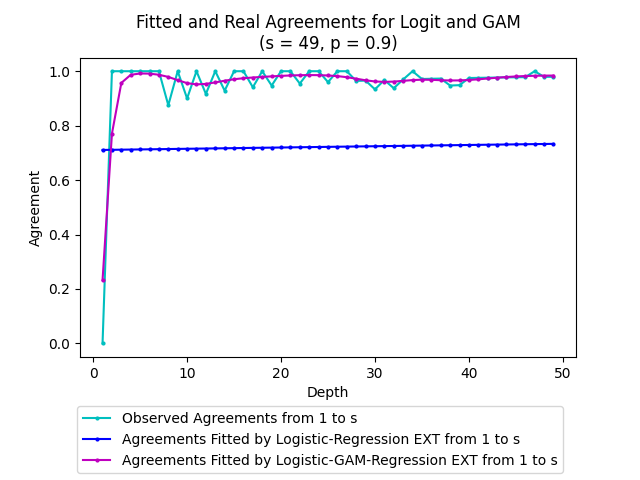 Fitted and Real Agreements for Logit and GAM
(s = 49, p = 0.9)
1.0
0.8
0.6
0.4
0.2
0.0
Agreement
0
10
20
30
40
50
Depth
Observed Agreements from 1 to s
Agreements Fitted by Logistic-Regression EXT from 1 to s
Agreements Fitted by Logistic-GAM-Regression EXT from 1 to s